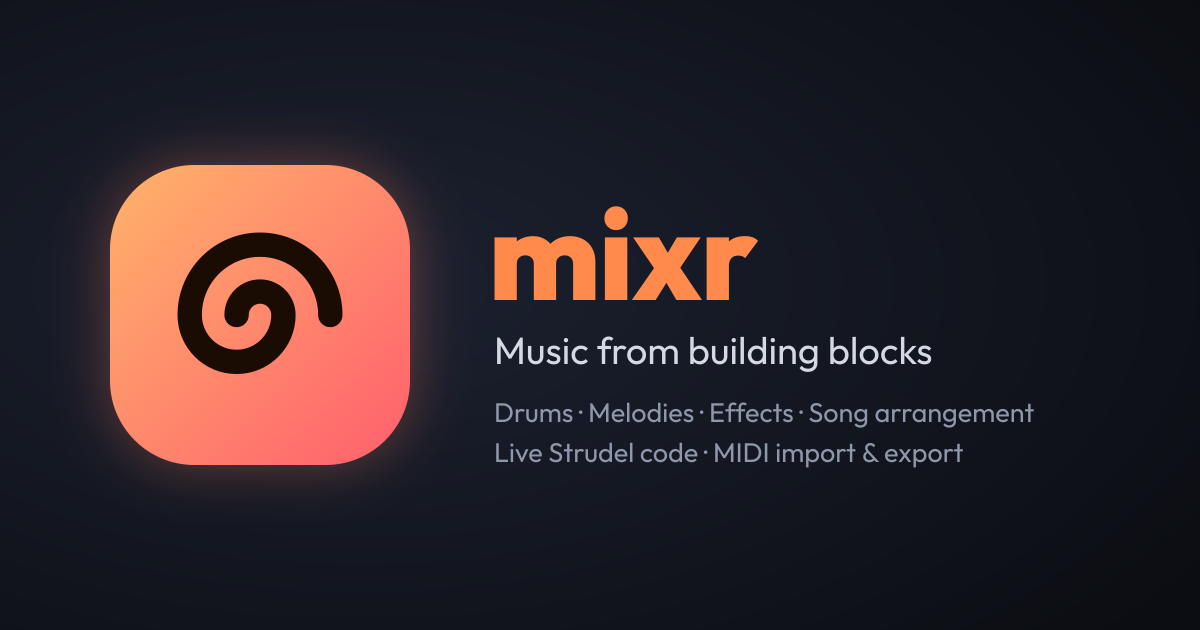 mixr
Music from building blocks
Drums · Melodies · Effects · Song arrangement
Live Strudel code · MIDI import & export